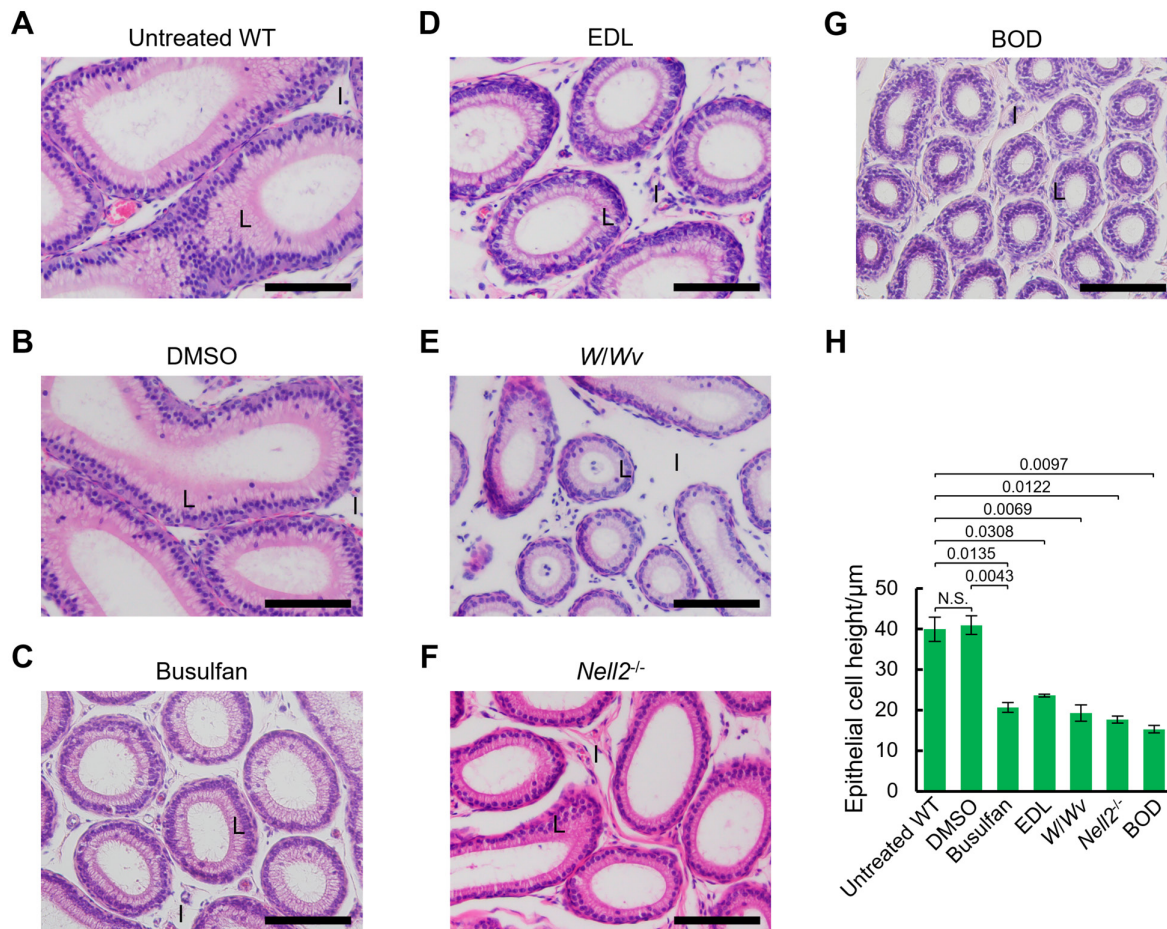 A
Untreated WT
I
L
B
DMSO
L
I
C
Busulfan
L
I
D
EDL
I
L
E
W/Wv
L
I
F
Nell2-/-
I
L
G
BOD
I
L
H
0.0097
0.0122
0.0069
0.0308
0.0135
0.0043
N.S.
Epithelial cell height/μm
50
40
30
20
10
0
Untreated WT
DMSO
Busulfan
EDL
W/Wv
Nell2-/-
BOD